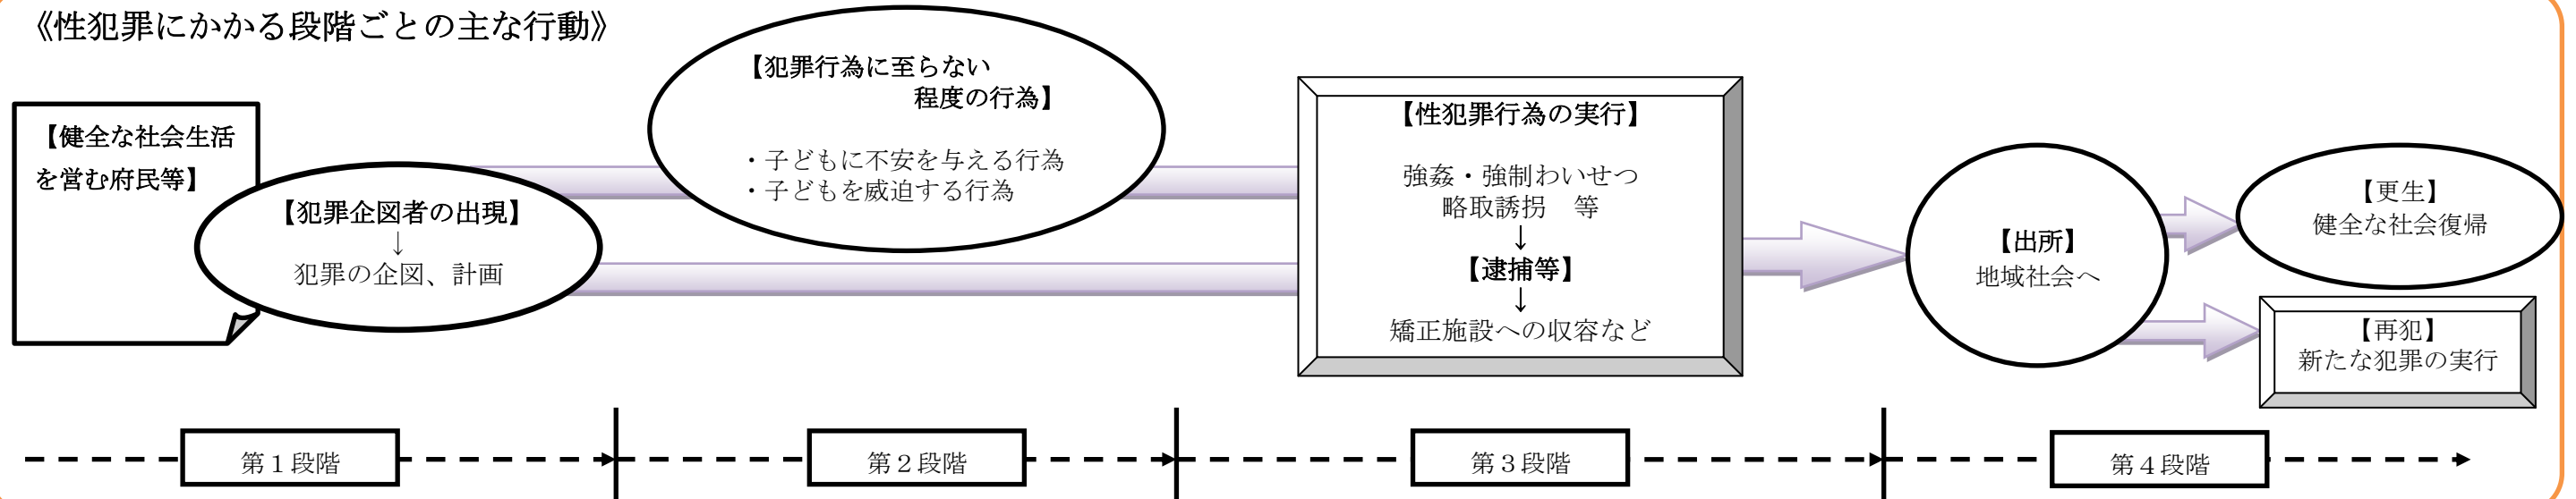 《性犯罪にかかる段階ごとの主な行動》
【健全な社会生活
を営む府民等】
【犯罪企図者の出現】
↓
犯罪の企図、計画
【犯罪行為に至らない
程度の行為】
・子どもに不安を与える行為
・子どもを威迫する行為
【性犯罪行為の実行】
強姦・強制わいせつ
略取誘拐　等
↓
【逮捕等】
↓
矯正施設への収容など
【出所】
地域社会へ
【更生】
健全な社会復帰
【再犯】
新たな犯罪の実行
第１段階
第２段階
第３段階
第４段階